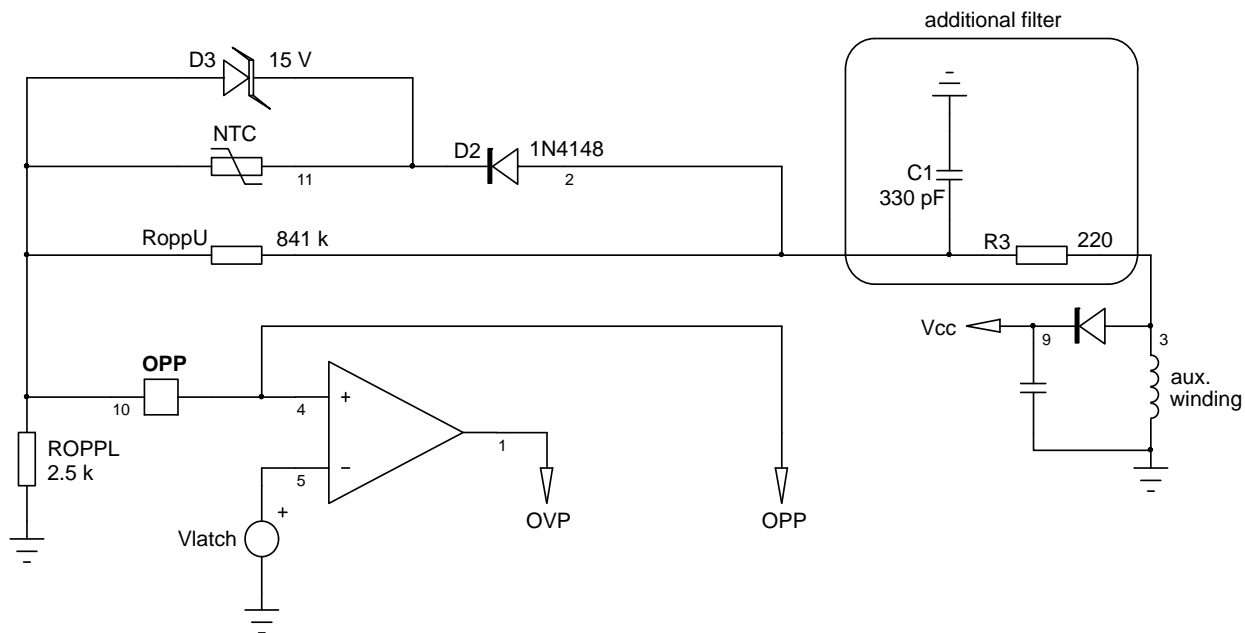 additional filter
D3
15 V
NTC
11
D2
1N4148
2
C1
330 pF
RoppU
841 k
R3
220
Vcc
9
3
aux.
winding
OPP
10
4
+
5
−
1
ROPPL
2.5 k
+
Vlatch
OVP
OPP